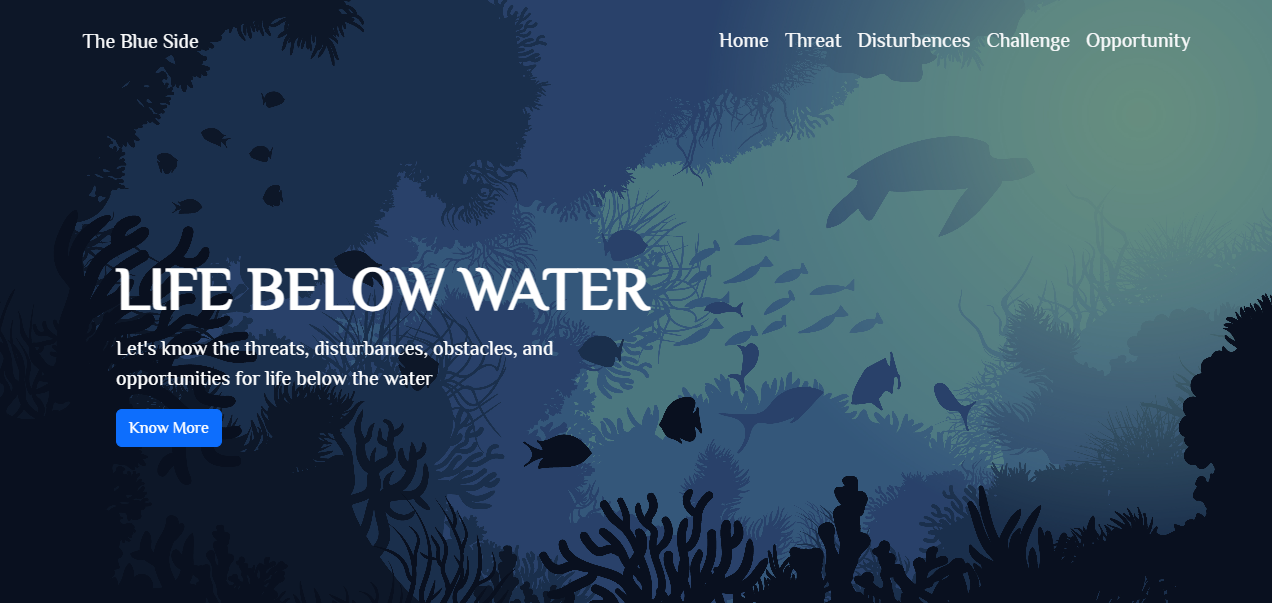 The Blue Side
Home Threat Disturbences Challenge Opportunity
LIFE BELOW WATER
Let's know the threats, disturbances, obstacles, and
opportunities for life below the water
Know More